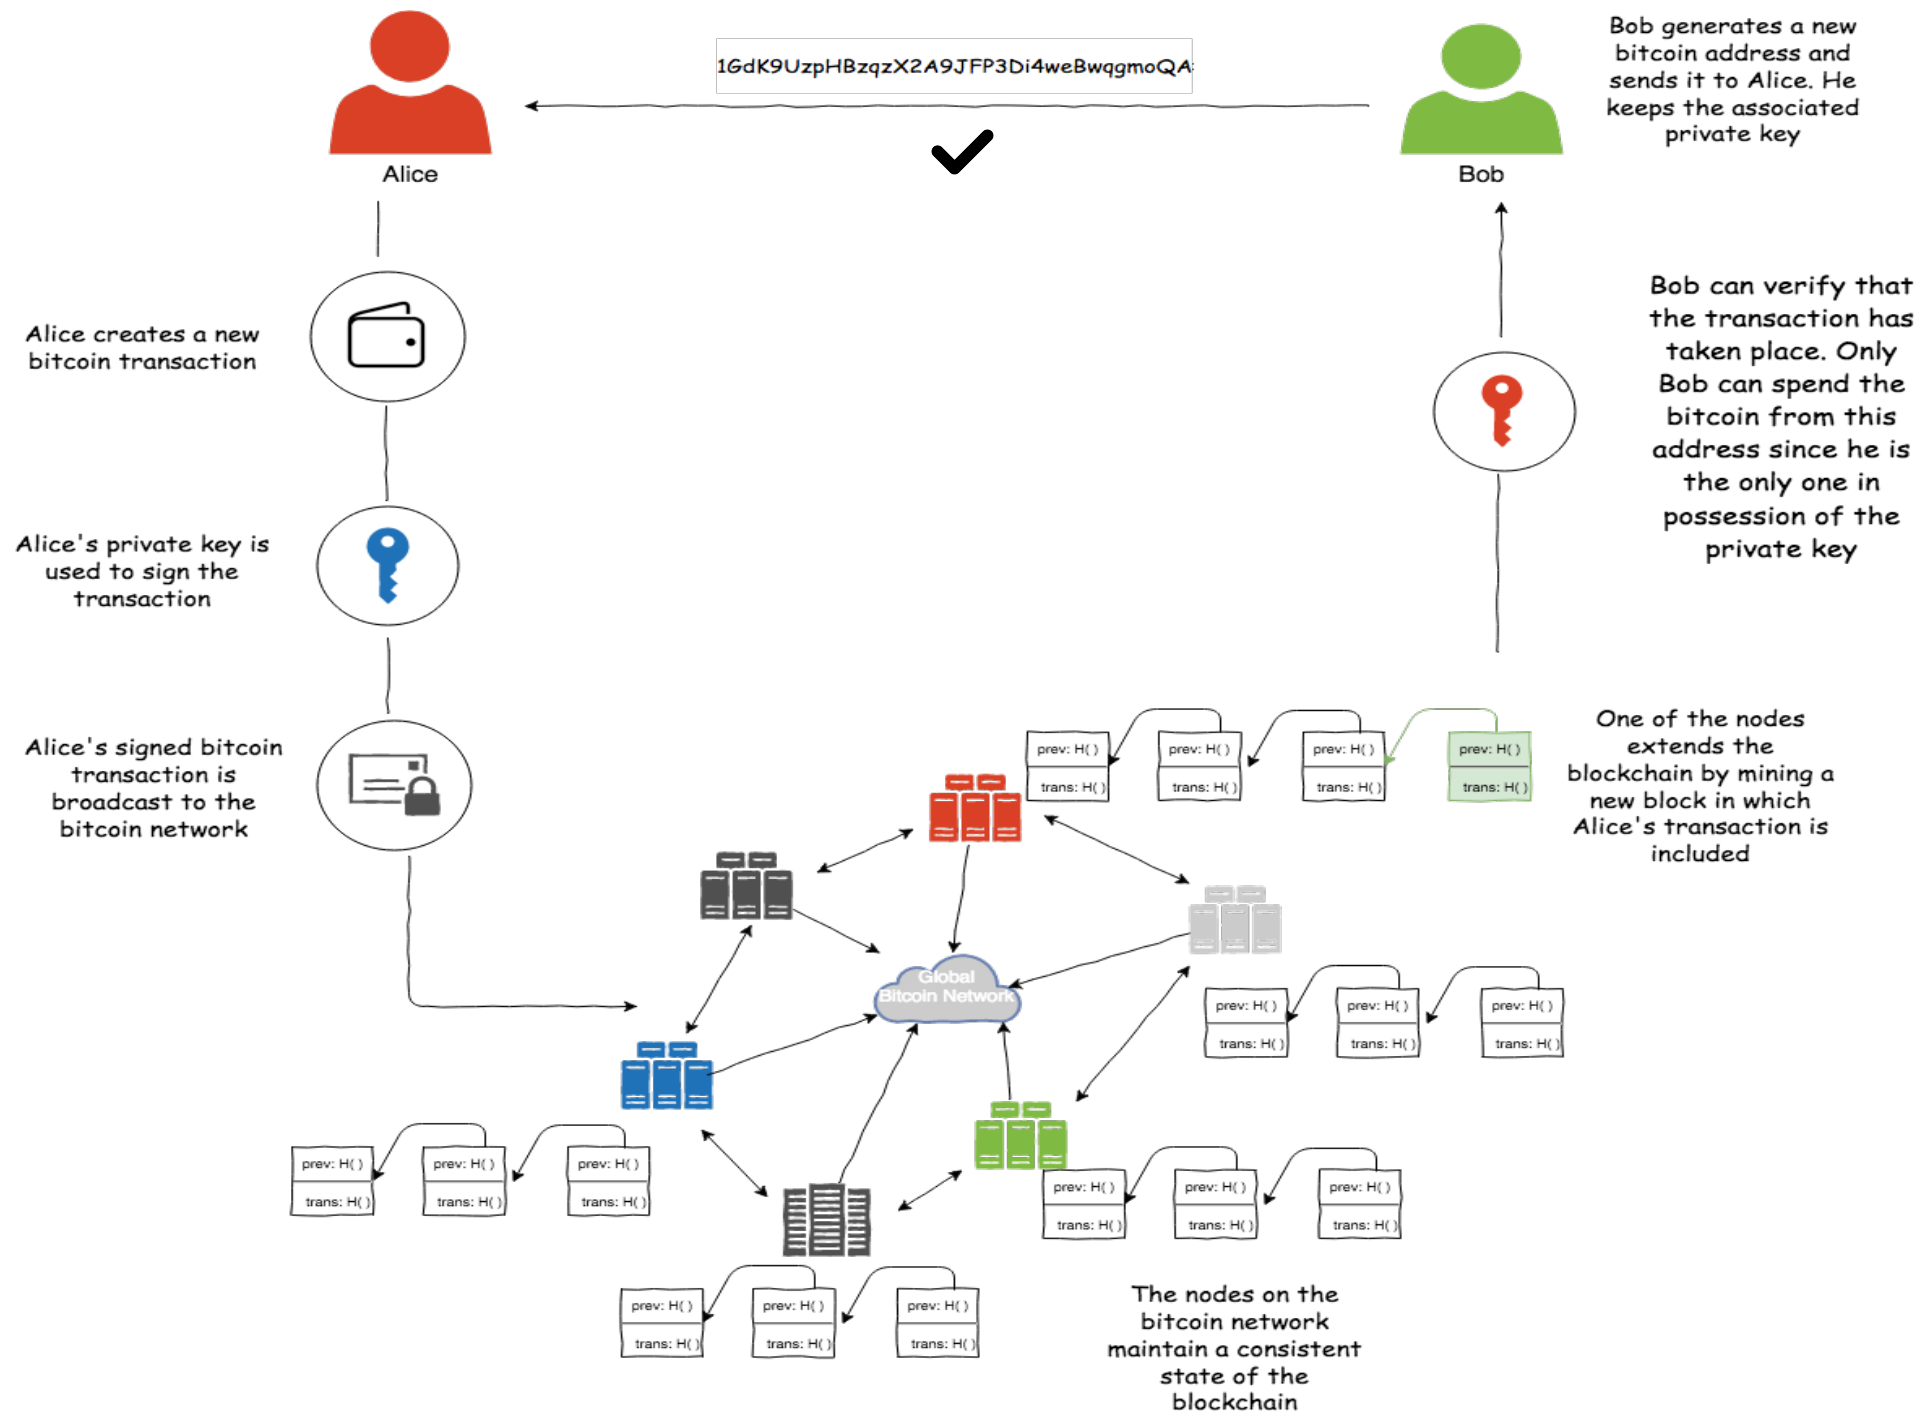 1GdK9UzpHBzqzX2A9JFP3Di4weBwqgmoQA
Alice
Bob
Bob generates a new
bitcoin address and
sends it to Alice. He
keeps the associated
private key
Alice creates a new
bitcoin transaction
Bob can verify that
the transaction has
taken place. Only
Bob can spend the
bitcoin from this
address since he is
the only one in
possession of the
private key
Alice's private key is
used to sign the
transaction
Alice's signed bitcoin
transaction is
broadcast to the
bitcoin network
prev: H( )
trans: H( )
prev: H( )
trans: H( )
prev: H( )
trans: H( )
prev: H( )
trans: H( )
One of the nodes
extends the
blockchain by mining a
new block in which
Alice's transaction is
included
Global
Bitcoin Network
prev: H( )
trans: H( )
prev: H( )
trans: H( )
prev: H( )
trans: H( )
prev: H( )
trans: H( )
prev: H( )
trans: H( )
prev: H( )
trans: H( )
prev: H( )
trans: H( )
prev: H( )
trans: H( )
prev: H( )
trans: H( )
prev: H( )
trans: H( )
prev: H( )
trans: H( )
prev: H( )
trans: H( )
The nodes on the
bitcoin network
maintain a consistent
state of the
blockchain